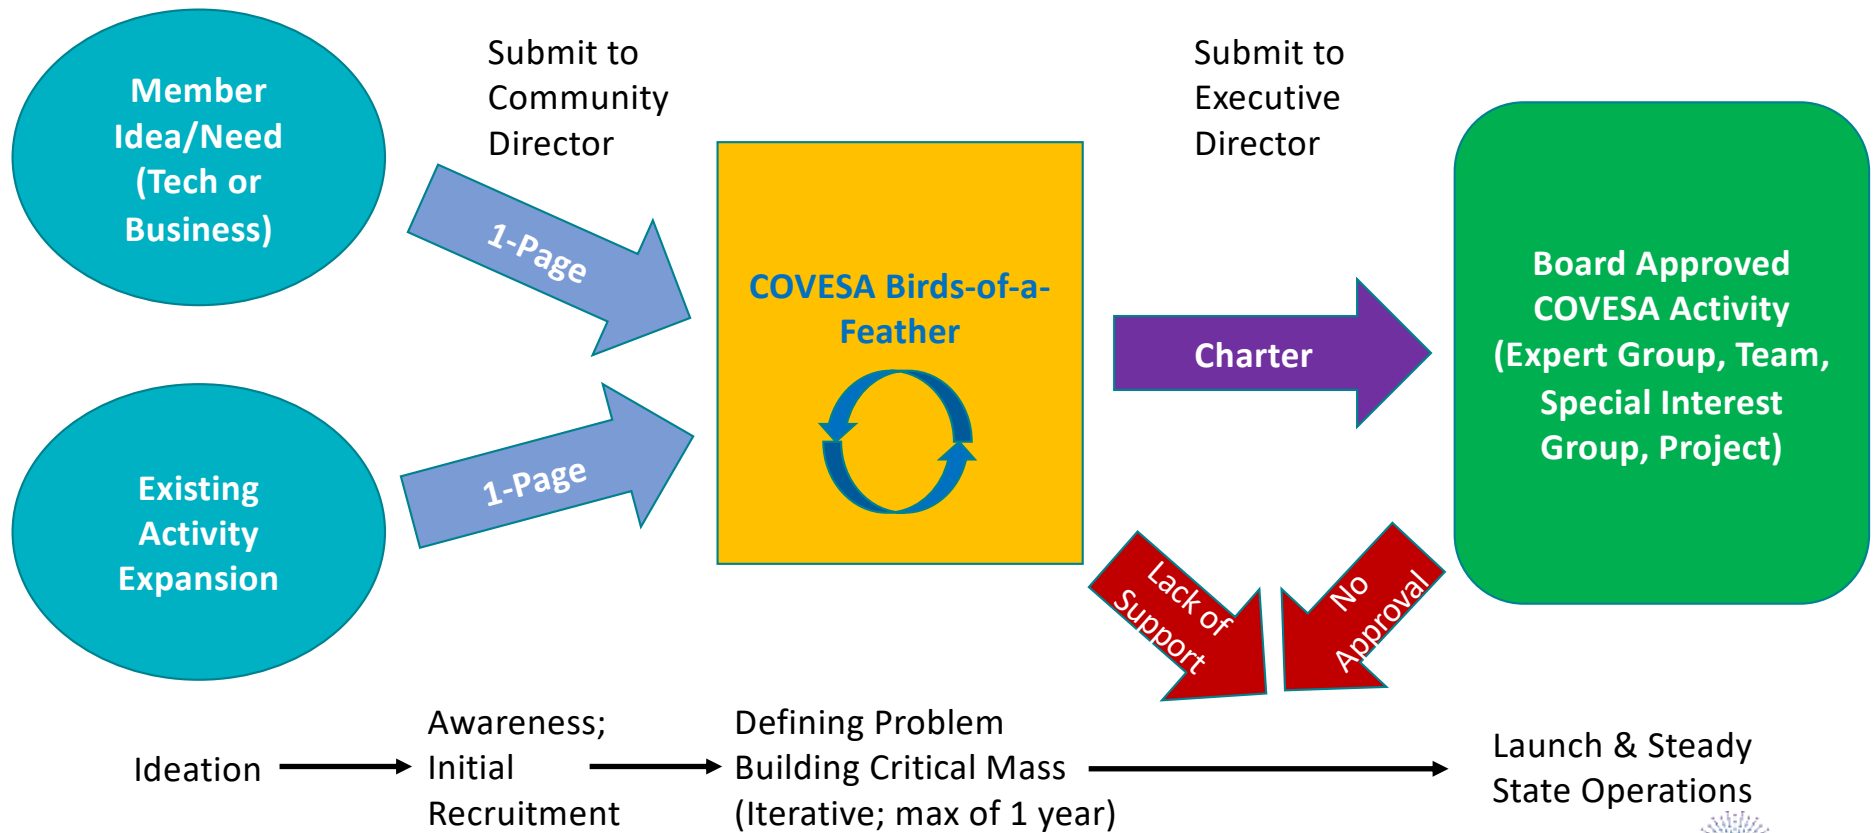 Member
Idea/Need
(Tech or
Business)
Submit to
Community
Director
Submit to
Executive
Director
1-Page
COVESA Birds-of-a-
Feather
Charter
Board Approved
COVESA Activity
(Expert Group, Team,
Special Interest
Group, Project)
Existing
Activity
Expansion
1-Page
Lack of
Support
No
Approval
Ideation
Awareness;
Initial
Recruitment
Defining Problem
Building Critical Mass
(Iterative; max of 1 year)
Launch & Steady
State Operations